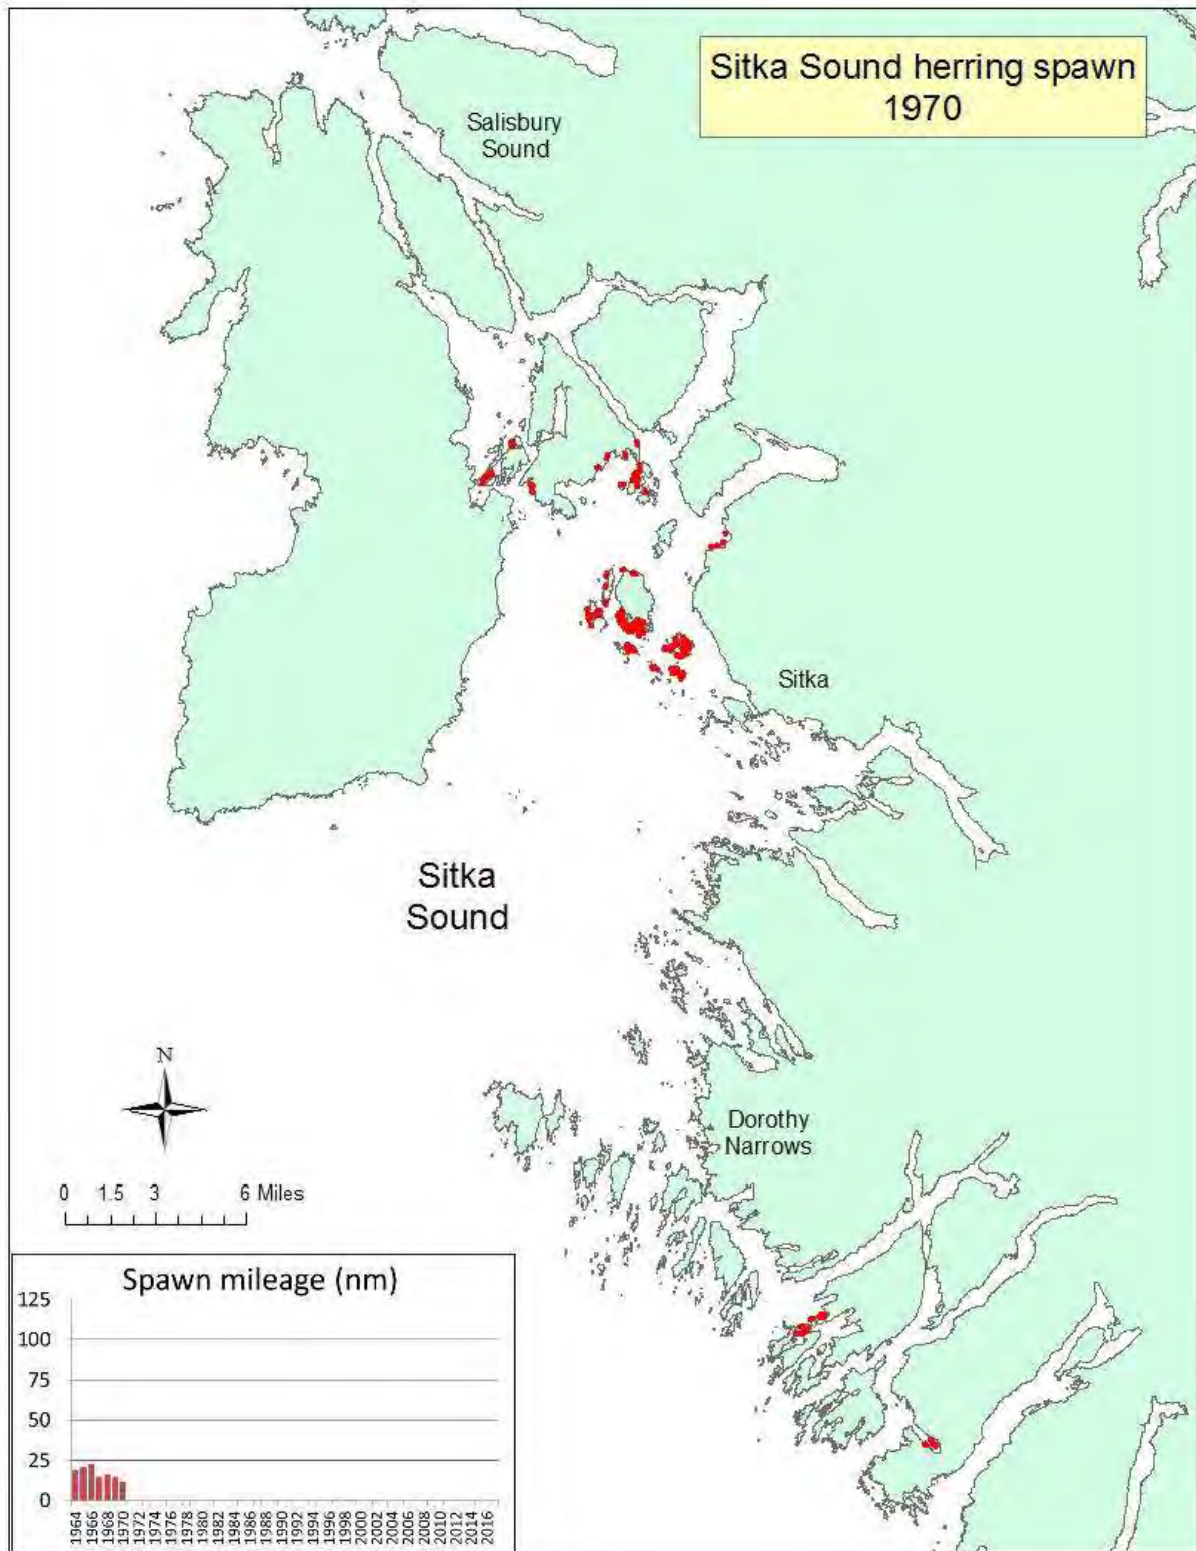 Sitka Sound herring spawn
1970
Salisbury
Sound
Sitka
Sitka
Sound
N
Dorothy
Narrows
0 1.5 3 6 Miles
Spawn mileage (nm)
125
100
75
50
25
0
1964 1966 1968 1970 1972 1974 1976 1978 1980 1982 1984 1986 1988 1990 1992 1994 1996 1998 2000 2002 2004 2006 2008 2010 2012 2014 2016